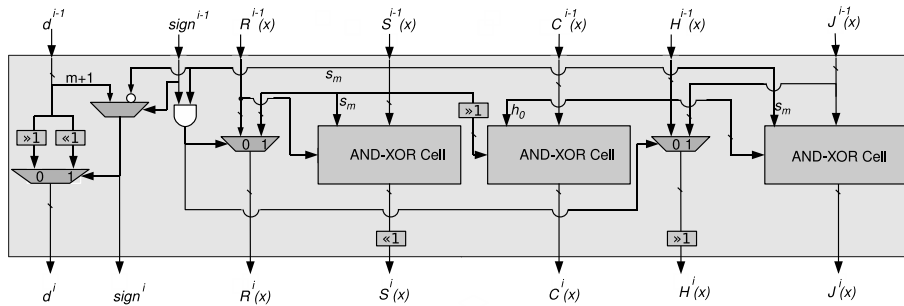 d^{i-1} sign^{i-1} R^{i-1}(x) S^{i-1}(x) C^{i-1}(x) H^{i-1}(x) J^{i-1}(x)
m+1 s_m
s_m »1 h_0 s_m
»1 «1
0 1 0 1 AND-XOR Cell AND-XOR Cell 0 1 AND-XOR Cell
«1 »1
d^i sign^i R^i(x) S^i(x) C^i(x) H^i(x) J^i(x)